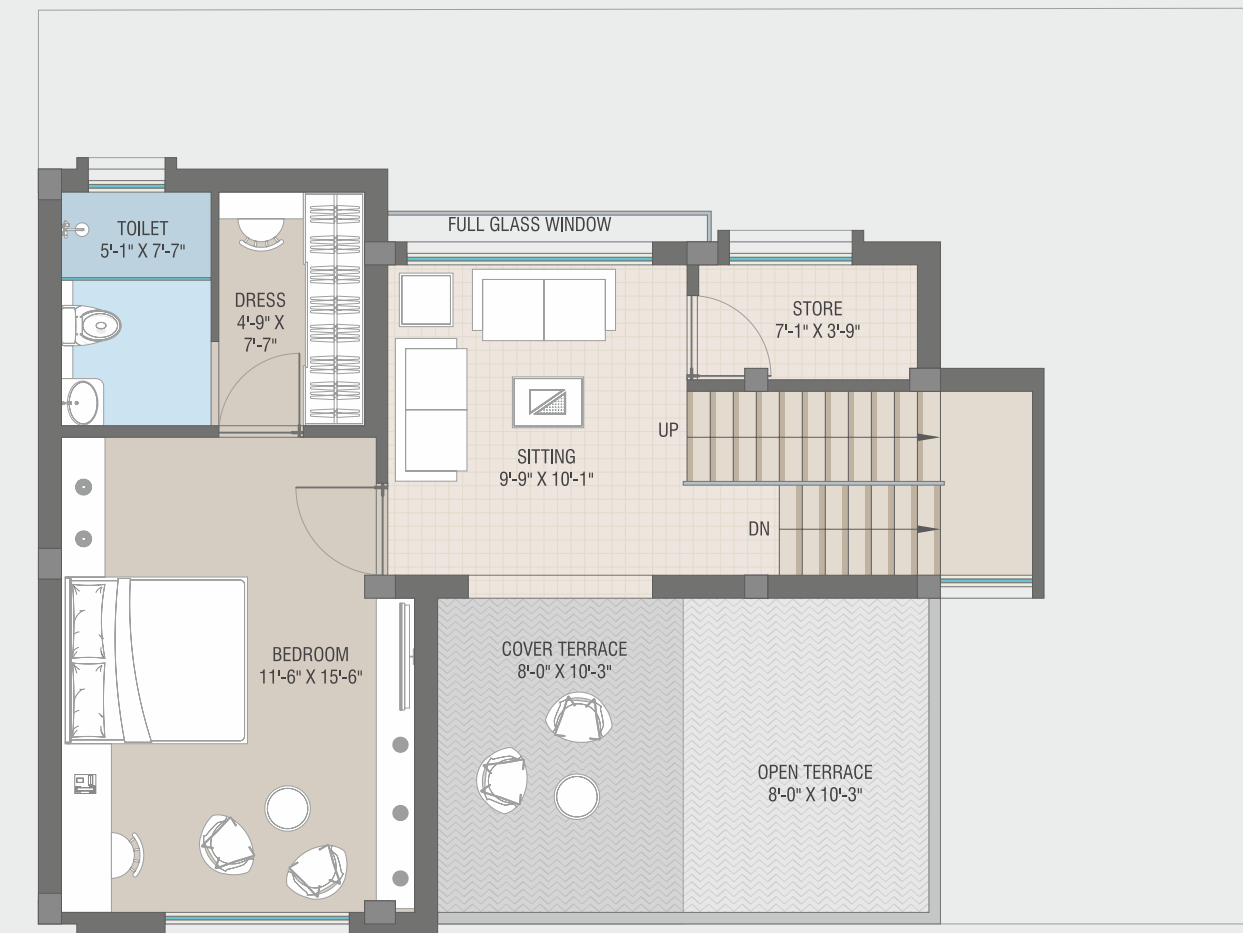 FULL GLASS WINDOW
TOILET
5'-1" X 7'-7"
DRESS
4'-9" X
7'-7"
STORE
7'-1" X 3'-9"
UP
SITTING
9'-9" X 10'-1"
DN
BEDROOM
11'-6" X 15'-6"
COVER TERRACE
8'-0" X 10'-3"
OPEN TERRACE
8'-0" X 10'-3"